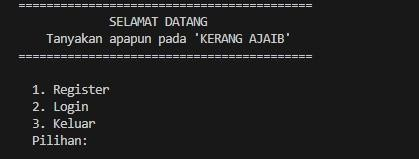 ==========================================
SELAMAT DATANG
Tanyakan apapun pada 'KERANG AJAIB'
==========================================
1. Register
2. Login
3. Keluar
Pilihan: